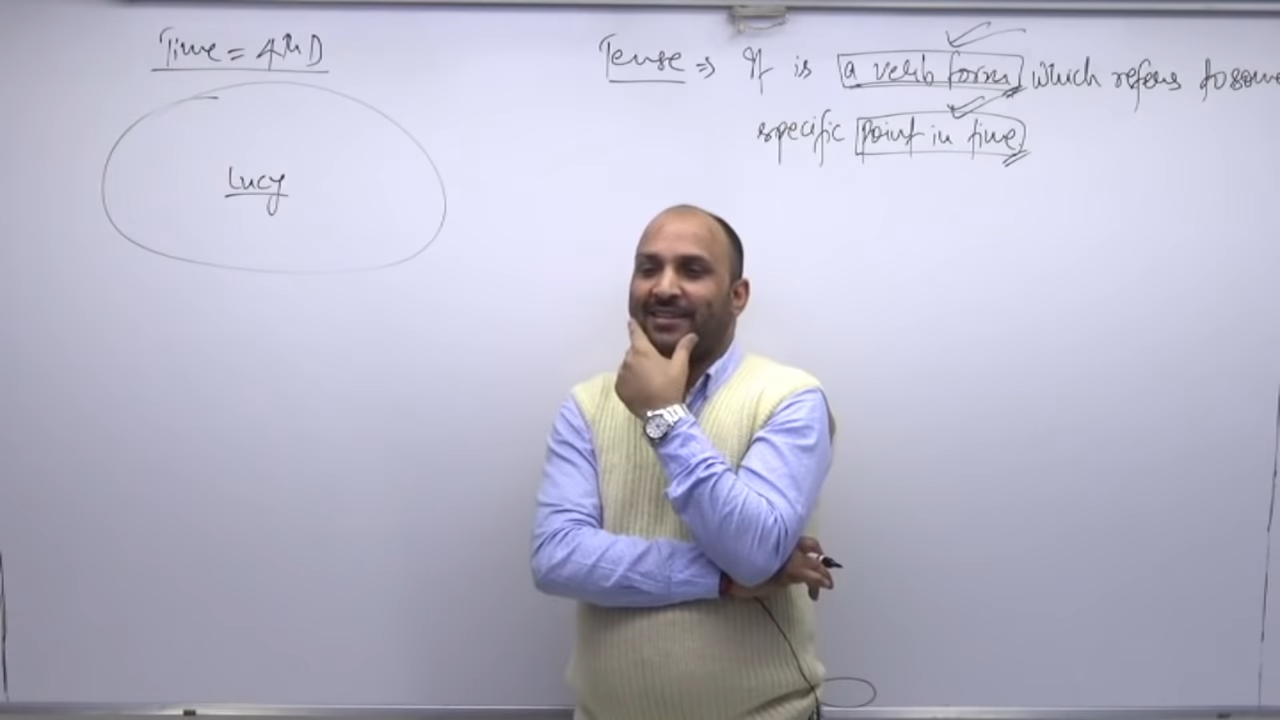 Time = 4th D
Lucy
Tense => It is a verb form, which refers to some
specific point in time